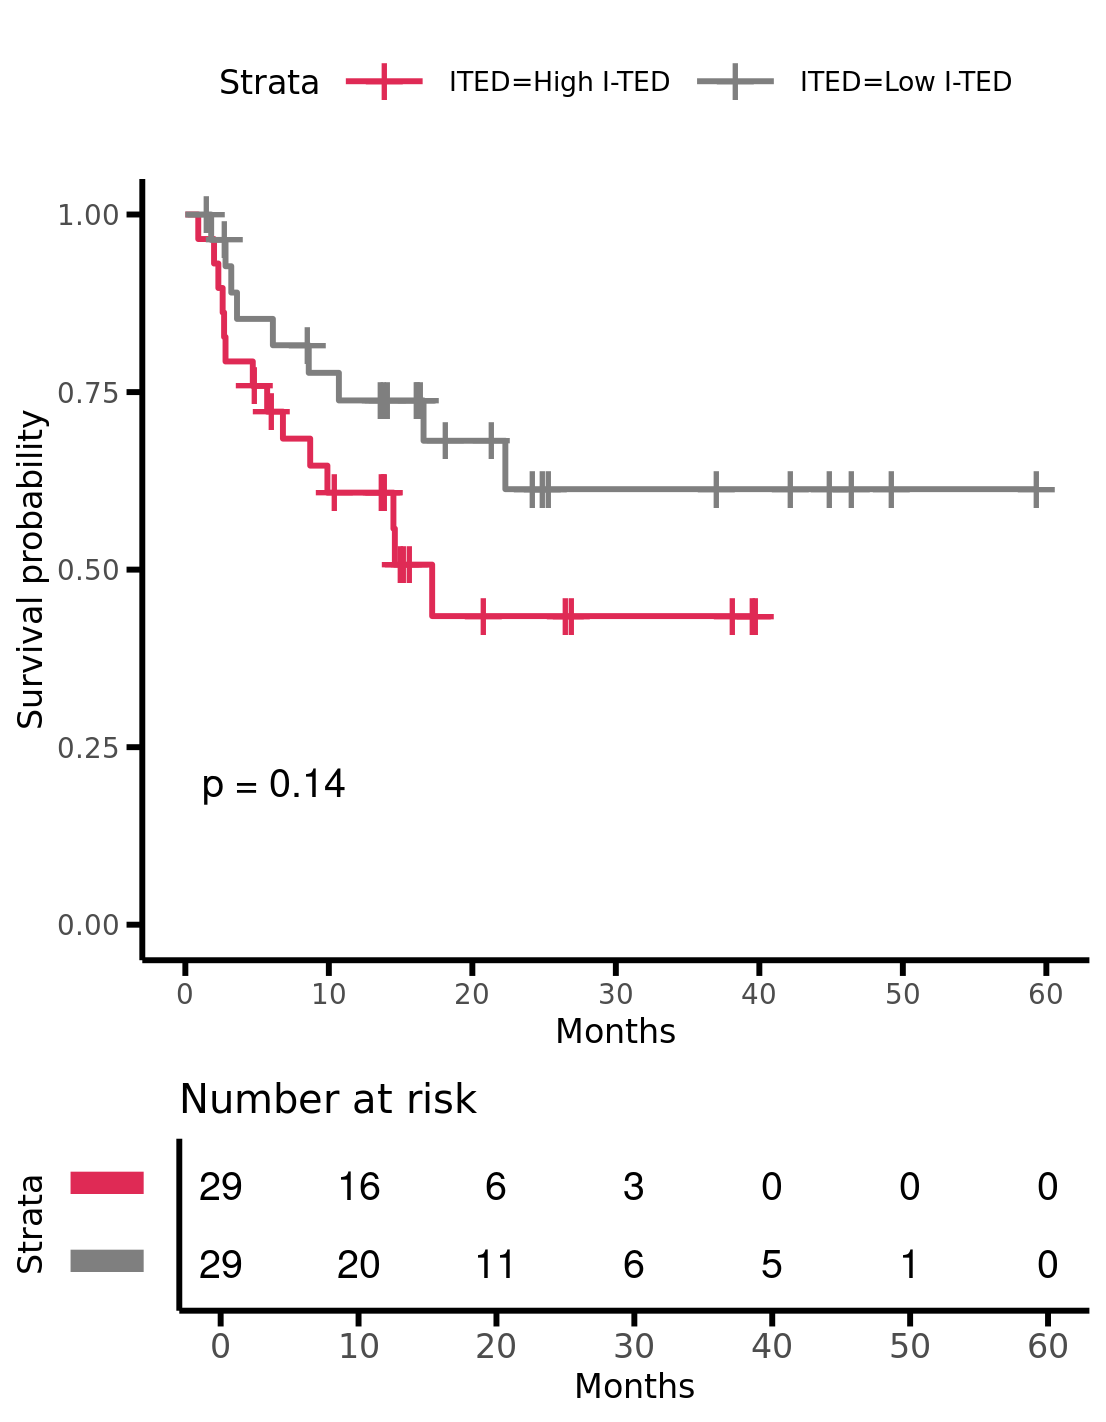 Strata ITED=High I-TED ITED=Low I-TED
1.00
0.75
0.50
0.25
0.00
Survival probability
p = 0.14
0 10 20 30 40 50 60
Months
Number at risk
Strata
29 16 6 3 0 0 0
29 20 11 6 5 1 0
0 10 20 30 40 50 60
Months